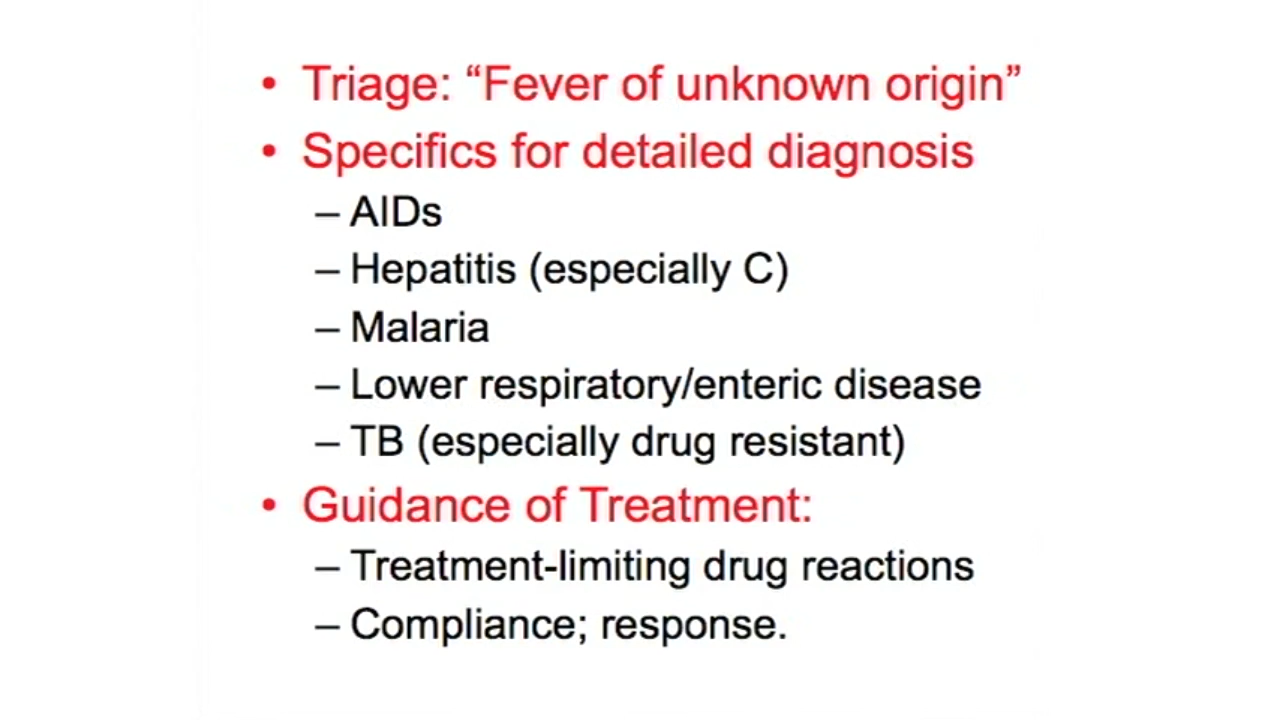 • Triage: “Fever of unknown origin”
• Specifics for detailed diagnosis
– AIDs
– Hepatitis (especially C)
– Malaria
– Lower respiratory/enteric disease
– TB (especially drug resistant)
• Guidance of Treatment:
– Treatment-limiting drug reactions
– Compliance; response.